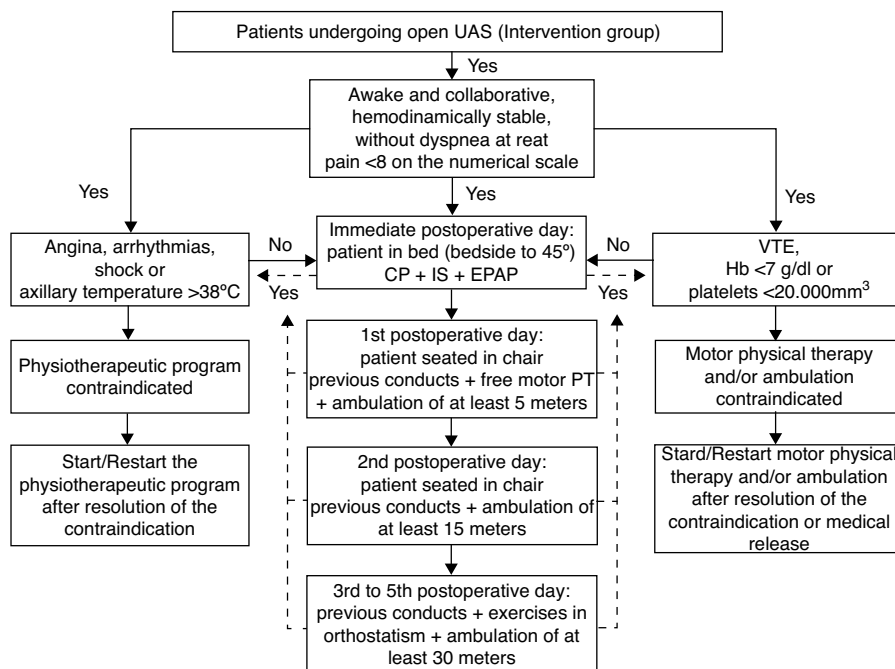 Patients undergoing open UAS (Intervention group)
Yes
Awake and collaborative,
hemodinamically stable,
without dyspnea at reat
pain <8 on the numerical scale
Yes
Yes
Yes
Angina, arrhythmias,
shock or
axillary temperature >38ºC
No
Yes
Immediate postoperative day:
patient in bed (bedside to 45º)
CP + IS + EPAP
No
Yes
VTE,
Hb <7 g/dl or
platelets <20.000mm³
Physiotherapeutic program
contraindicated
1st postoperative day:
patient seated in chair
previous conducts + free motor PT
+ ambulation of at least 5 meters
Motor physical therapy
and/or ambulation
contraindicated
Start/Restart the
physiotherapeutic program
after resolution of the
contraindication
2nd postoperative day:
patient seated in chair
previous conducts + ambulation of
at least 15 meters
Stard/Restart motor physical
therapy and/or ambulation
after resolution of the
contraindication or medical
release
3rd to 5th postoperative day:
previous conducts + exercises in
orthostatism + ambulation of at
least 30 meters